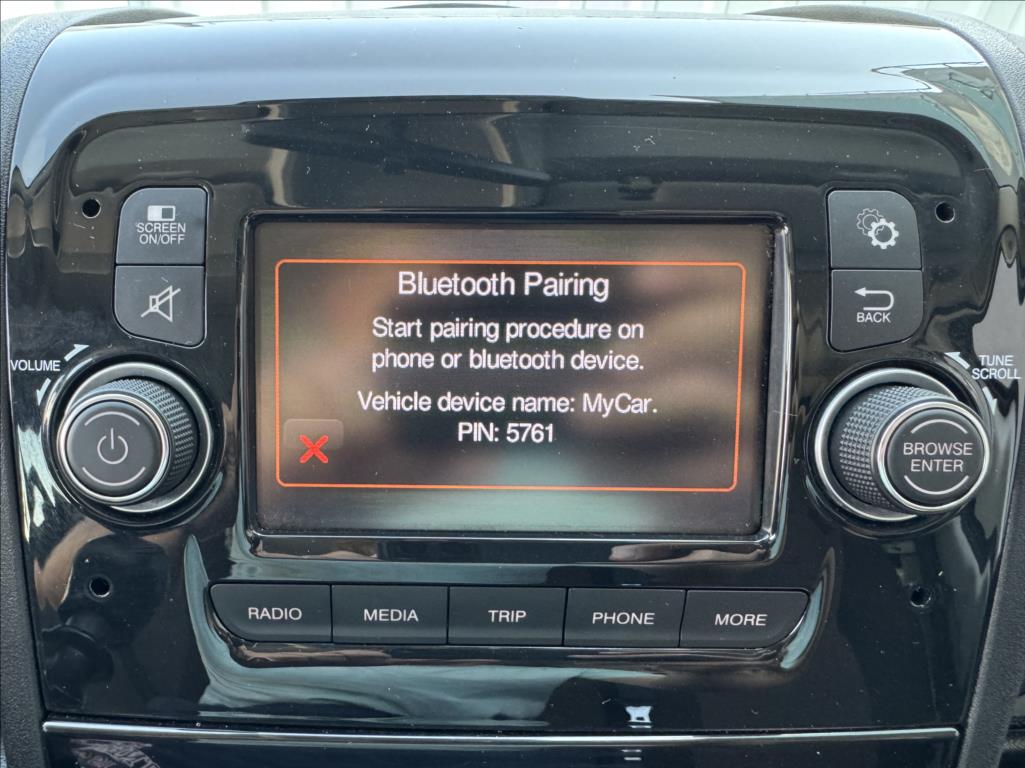 SCREEN
ON/OFF
VOLUME
Bluetooth Pairing
Start pairing procedure on
phone or bluetooth device.
Vehicle device name: MyCar.
PIN: 5761
BACK
TUNE
SCROLL
BROWSE
ENTER
RADIO
MEDIA
TRIP
PHONE
MORE